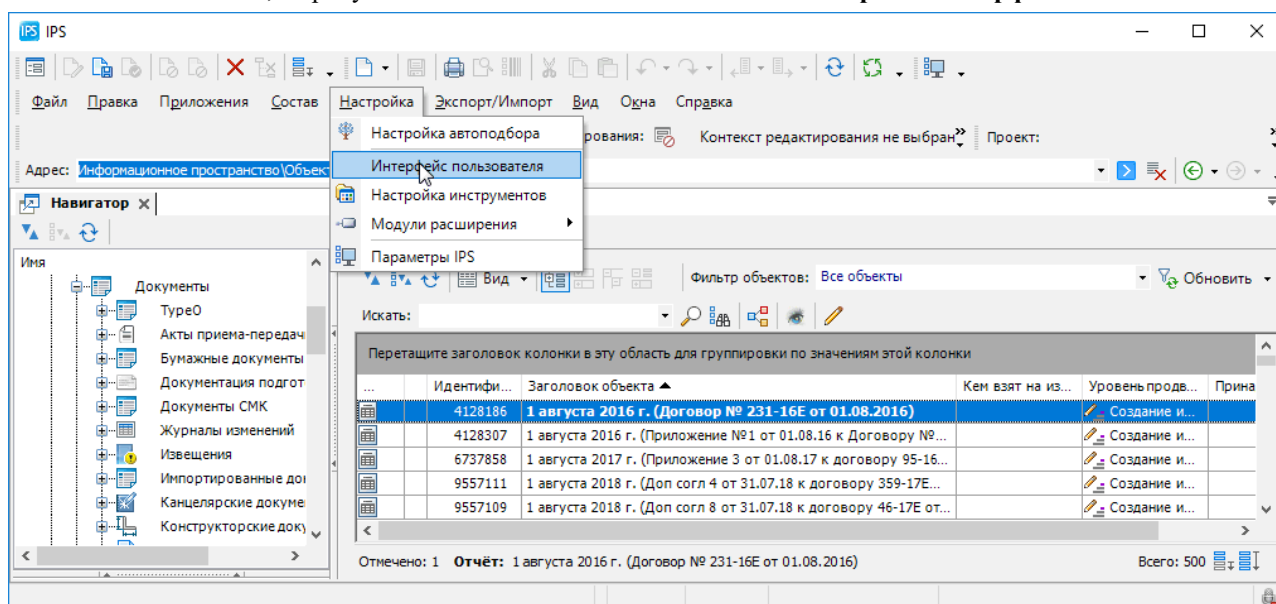 IPS IPS
Файл Правка Приложения Состав Настройка Экспорт/Импорт Вид Окна Справка
Настройка автоподбора
рования: Контекст редактирования не выбран Проект:
Интерфейс пользователя
Адрес: Информационное пространство\Объект
Настройка инструментов
Навигатор
Модули расширения
Параметры IPS
Имя
Вид Фильтр объектов: Все объекты Обновить
Документы
TypeO
Искать:
Акты приема-передач
Бумажные документы
Перетащите заголовок колонки в эту область для группировки по значениям этой колонки
Документация подгот
... Идентифи... Заголовок объекта Кем взят на из... Уровень продв... Прина
Документы СМК
4128186 1 августа 2016 г. (Договор № 231-16Е от 01.08.2016) Создание и...
Журналы изменений
4128307 1 августа 2016 г. (Приложение №1 от 01.08.16 к Договору №... Создание и...
Извещения
6737858 1 августа 2017 г. (Приложение 3 от 01.08.17 к договору 95-16... Создание и...
Импортированные до
9557111 1 августа 2018 г. (Доп согл 4 от 31.07.18 к договору 359-17Е... Создание и...
Канцелярские докуме
9557109 1 августа 2018 г. (Доп согл 8 от 31.07.18 к договору 46-17Е от... Создание и...
Конструкторские доку
Отмечено: 1 Отчёт: 1 августа 2016 г. (Договор № 231-16Е от 01.08.2016) Всего: 500